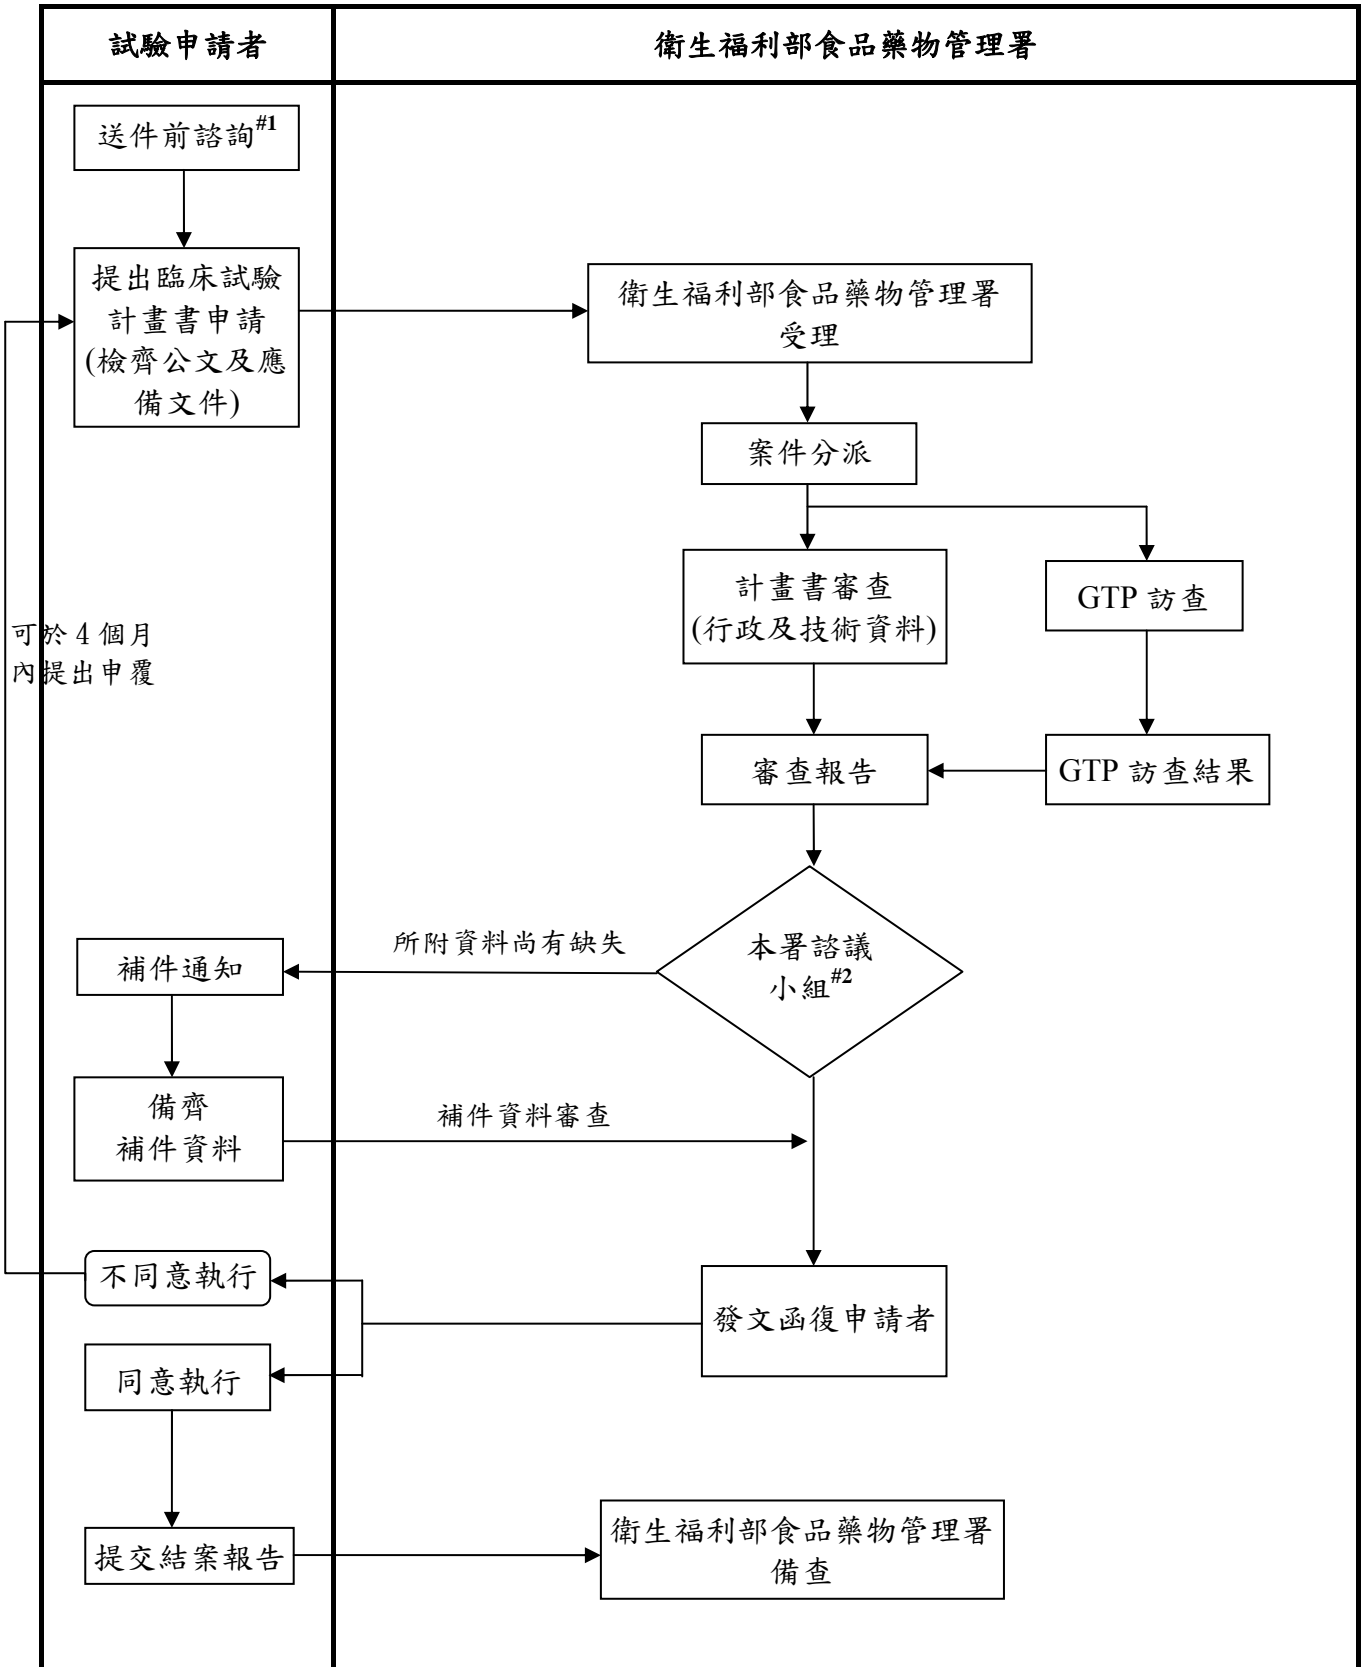 試驗申請者
衛生福利部食品藥物管理署
送件前諮詢#1
提出臨床試驗
計畫書申請
(檢齊公文及應
備文件)
衛生福利部食品藥物管理署
受理
案件分派
計畫書審查
(行政及技術資料)
GTP 訪查
可於 4 個月
內提出申覆
審查報告
GTP 訪查結果
所附資料尚有缺失
本署諮議
小組#2
補件通知
備齊
補件資料
補件資料審查
不同意執行
發文函復申請者
同意執行
提交結案報告
衛生福利部食品藥物管理署
備查